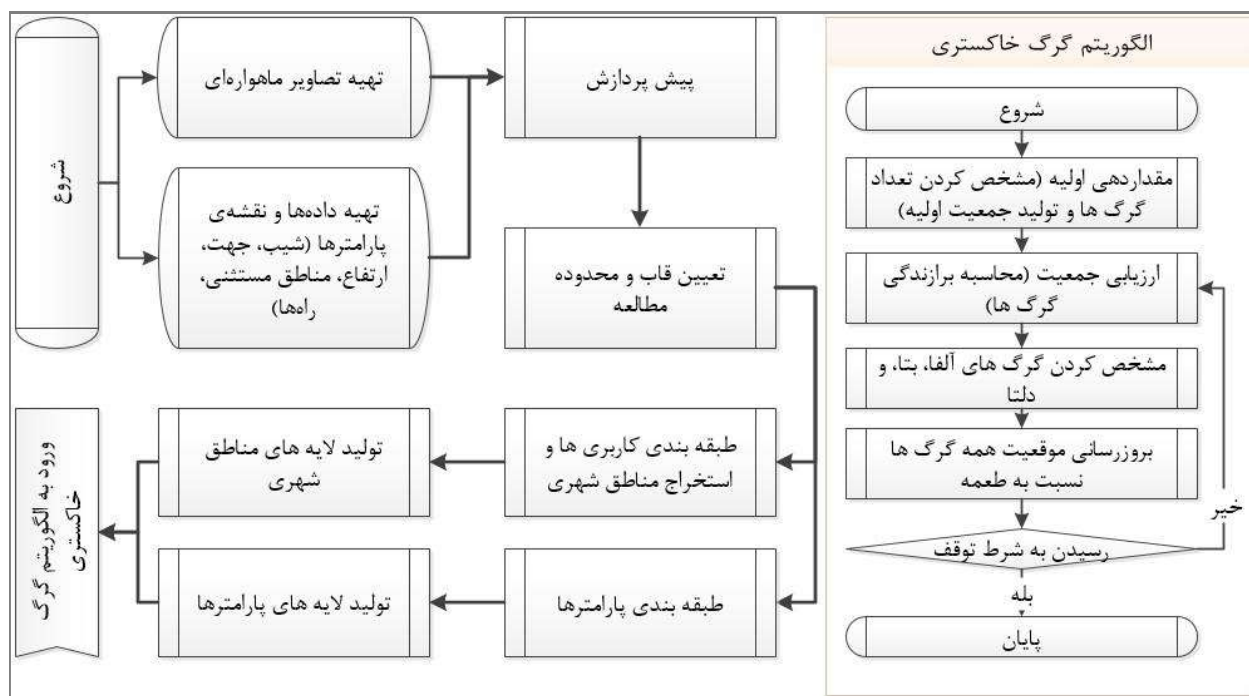 شروع
تهیه تصاویر ماهواره‌ای
تهیه داده‌ها و نقشه‌ی
پارامترها (شیب، جهت،
ارتفاع، مناطق مستثنی،
راه‌ها)
پیش پردازش
تعیین قاب و محدوده
مطالعه
طبقه بندی کاربری ها و
استخراج مناطق شهری
تولید لایه های مناطق
شهری
طبقه بندی پارامترها
تولید لایه های پارامترها
ورود به الگوریتم گرگ
خاکستری
الگوریتم گرگ خاکستری
شروع
مقداردهی اولیه (مشخص کردن تعداد
گرگ ها و تولید جمعیت اولیه)
ارزیابی جمعیت (محاسبه برازندگی
گرگ ها)
مشخص کردن گرگ های آلفا، بتا، و
دلتا
بروزرسانی موقعیت همه گرگ ها
نسبت به طعمه
رسیدن به شرط توقف
خیر
بله
پایان